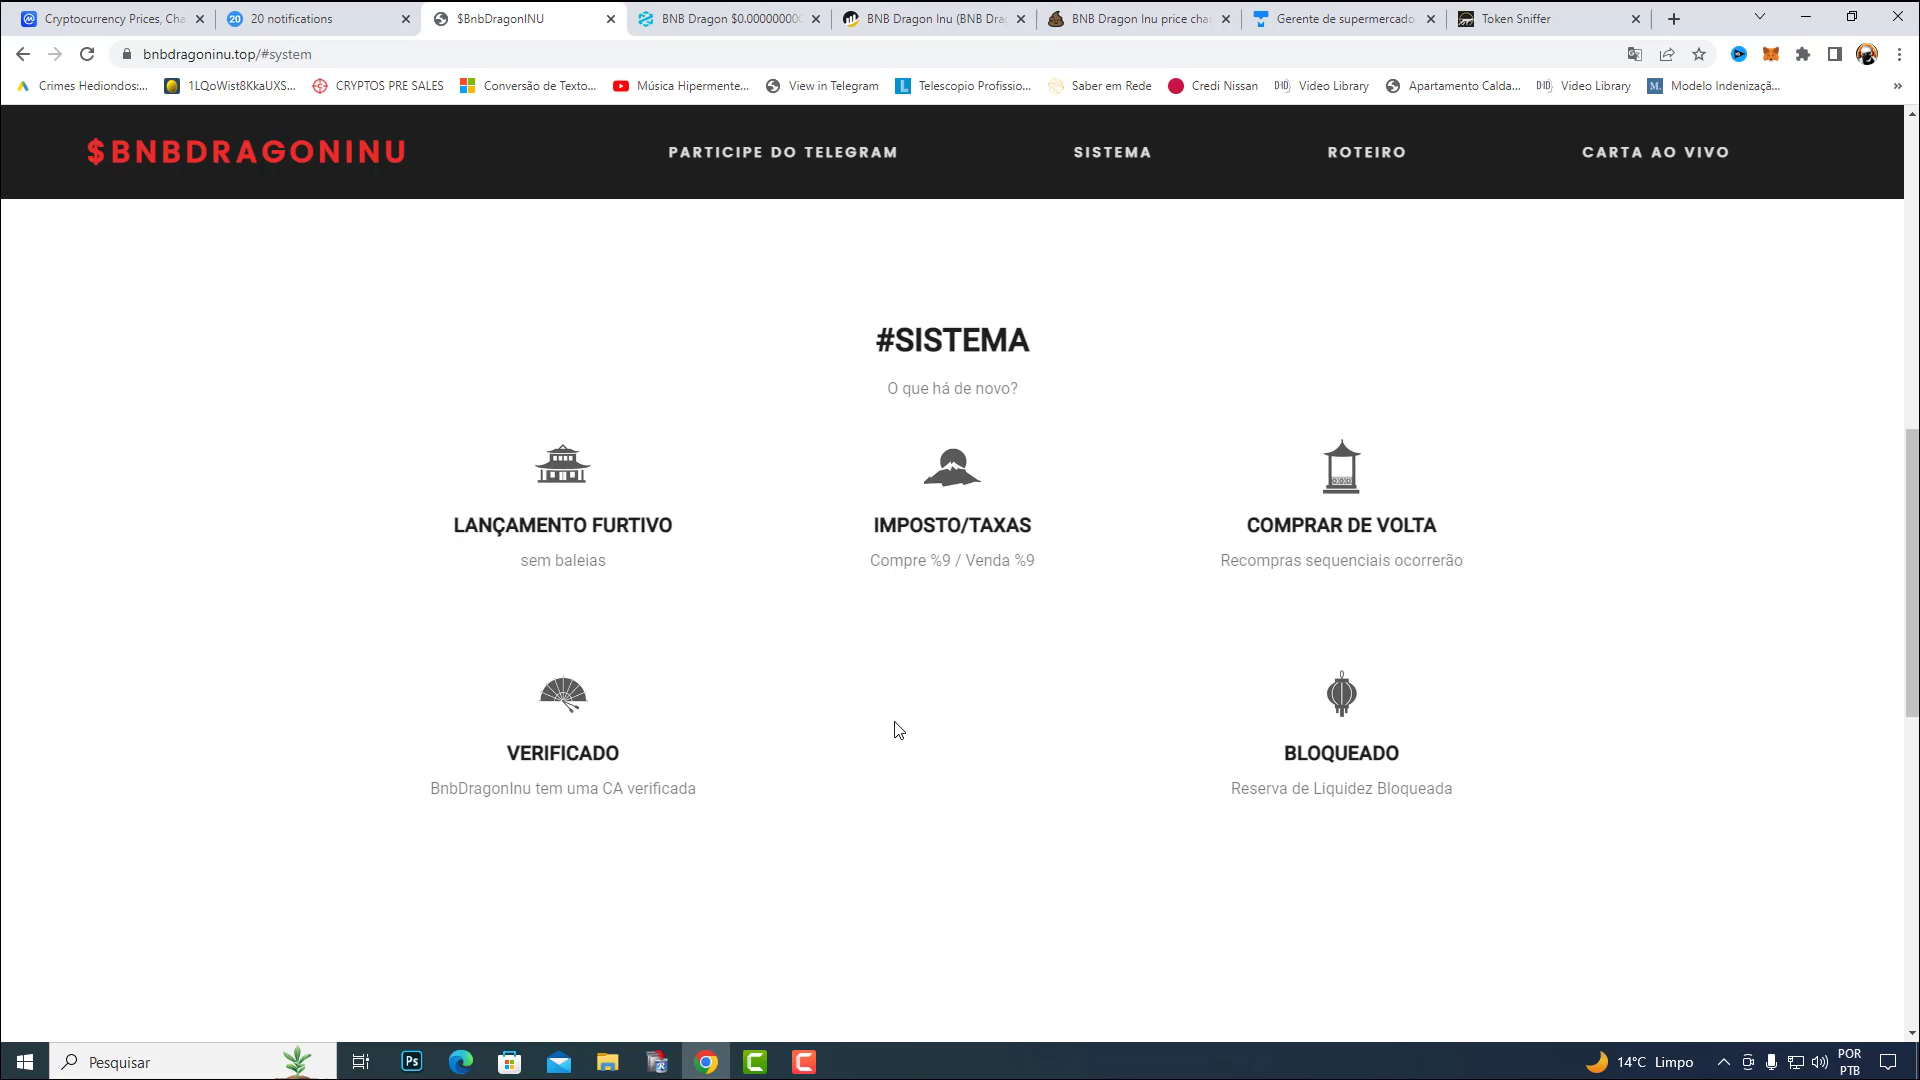 Cryptocurrency Prices, Cha
20 notifications
$BnbDragonINU
BNB Dragon $0.000000000
BNB Dragon Inu (BNB Dra
BNB Dragon Inu price char
Gerente de supermercado
Token Sniffer
bnbdragoninu.top/#system
Crimes Hediondos:...
1LQoWist8KkaUXS...
CRYPTOS PRE SALES
Conversão de Texto...
Música Hipermente...
View in Telegram
Telescopio Profissio...
Saber em Rede
Credi Nissan
Video Library
Apartamento Calda...
Video Library
Modelo Indenizaçã...
»
$BNBDRAGONINU
PARTICIPE DO TELEGRAM
SISTEMA
ROTEIRO
CARTA AO VIVO
#SISTEMA
O que há de novo?
LANÇAMENTO FURTIVO
sem baleias
IMPOSTO/TAXAS
Compre %9 / Venda %9
COMPRAR DE VOLTA
Recompras sequenciais ocorrerão
VERIFICADO
BnbDragonInu tem uma CA verificada
BLOQUEADO
Reserva de Liquidez Bloqueada
Pesquisar
Ps
14°C Limpo
POR
PTB